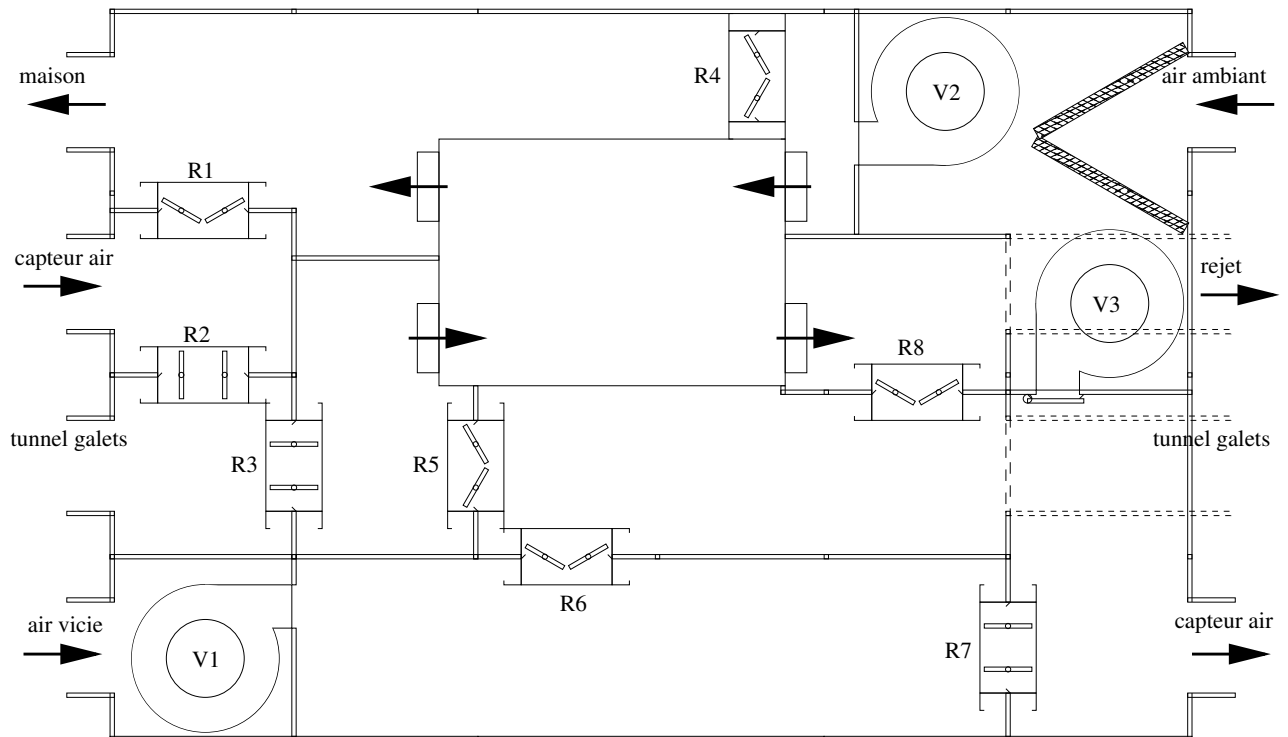 maison
R4
V2
air ambiant
R1
capteur air
rejet
V3
R2
R8
tunnel galets
R3
R5
tunnel galets
R6
air vicie
V1
R7
capteur air